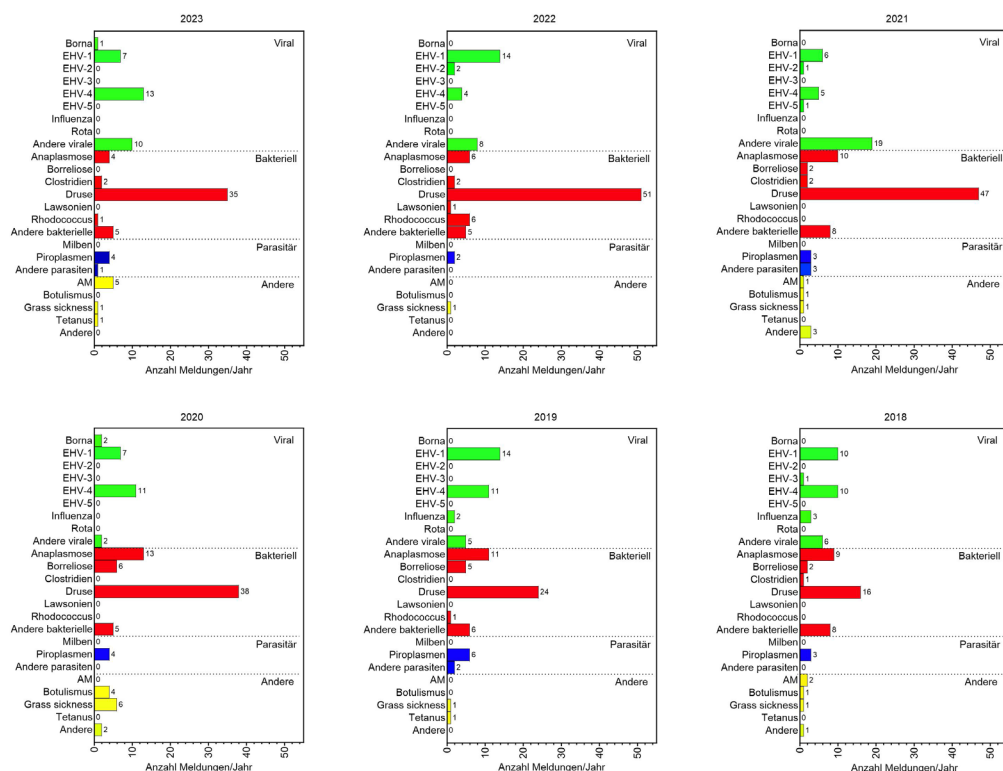 2023
Borna 1 Viral
EHV-1 7
EHV-2 0
EHV-3 0
EHV-4 13
EHV-5 0
Influenza 0
Rota 0
Andere virale 10
Anaplasmose 4 Bakteriell
Borreliose 0
Clostridien 2
Druse 35
Lawsonien 0
Rhodococcus 1
Andere bakterielle 5
Milben 0 Parasitär
Piroplasmen 4
Andere parasiten 1
AM 5 Andere
Botulismus 0
Grass sickness 1
Tetanus 1
Andere 0
0 10 20 30 40 50
Anzahl Meldungen/Jahr
2022
Borna 0 Viral
EHV-1 14
EHV-2 2
EHV-3 0
EHV-4 4
EHV-5 0
Influenza 0
Rota 0
Andere virale 8
Anaplasmose 6 Bakteriell
Borreliose 0
Clostridien 2
Druse 51
Lawsonien 1
Rhodococcus 6
Andere bakterielle 5
Milben 0 Parasitär
Piroplasmen 2
Andere parasiten 0
AM 0 Andere
Botulismus 0
Grass sickness 1
Tetanus 0
Andere 0
0 10 20 30 40 50
Anzahl Meldungen/Jahr
2021
Borna 0 Viral
EHV-1 6
EHV-2 1
EHV-3 0
EHV-4 5
EHV-5 1
Influenza 0
Rota 0
Andere virale 19
Anaplasmose 10 Bakteriell
Borreliose 2
Clostridien 2
Druse 47
Lawsonien 0
Rhodococcus 0
Andere bakterielle 8
Milben 0 Parasitär
Piroplasmen 3
Andere parasiten 3
AM 1 Andere
Botulismus 1
Grass sickness 1
Tetanus 0
Andere 3
0 10 20 30 40 50
Anzahl Meldungen/Jahr
2020
Borna 2 Viral
EHV-1 7
EHV-2 0
EHV-3 0
EHV-4 11
EHV-5 0
Influenza 0
Rota 0
Andere virale 2
Anaplasmose 13 Bakteriell
Borreliose 6
Clostridien 0
Druse 38
Lawsonien 0
Rhodococcus 0
Andere bakterielle 5
Milben 0 Parasitär
Piroplasmen 4
Andere parasiten 0
AM 0 Andere
Botulismus 4
Grass sickness 6
Tetanus 0
Andere 2
0 10 20 30 40 50
Anzahl Meldungen/Jahr
2019
Borna 0 Viral
EHV-1 14
EHV-2 0
EHV-3 0
EHV-4 11
EHV-5 0
Influenza 2
Rota 0
Andere virale 5
Anaplasmose 11 Bakteriell
Borreliose 5
Clostridien 0
Druse 24
Lawsonien 0
Rhodococcus 1
Andere bakterielle 6
Milben 0 Parasitär
Piroplasmen 6
Andere parasiten 2
AM 0 Andere
Botulismus 0
Grass sickness 1
Tetanus 1
Andere 0
0 10 20 30 40 50
Anzahl Meldungen/Jahr
2018
Borna 0 Viral
EHV-1 10
EHV-2 0
EHV-3 1
EHV-4 10
EHV-5 0
Influenza 3
Rota 0
Andere virale 6
Anaplasmose 9 Bakteriell
Borreliose 2
Clostridien 1
Druse 16
Lawsonien 0
Rhodococcus 0
Andere bakterielle 8
Milben 0 Parasitär
Piroplasmen 3
Andere parasiten 0
AM 2 Andere
Botulismus 1
Grass sickness 1
Tetanus 0
Andere 1
0 10 20 30 40 50
Anzahl Meldungen/Jahr